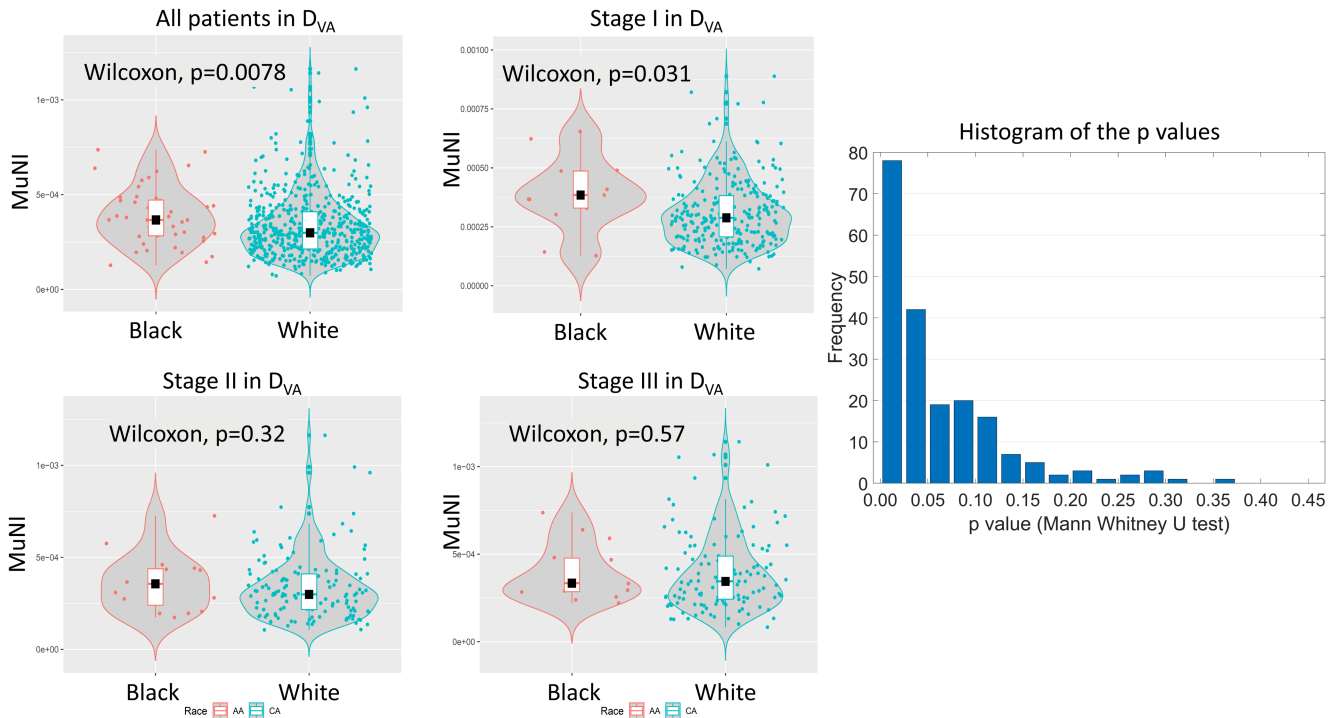 All patients in DVA
Wilcoxon, p=0.0078
MuNI
1e−03
5e−04
0e+00
Black White
Stage I in DVA
Wilcoxon, p=0.031
MuNI
0.00100
0.00075
0.00050
0.00025
0.00000
Black White
Stage II in DVA
Wilcoxon, p=0.32
MuNI
1e−03
5e−04
0e+00
Black White
Race AA CA
Stage III in DVA
Wilcoxon, p=0.57
MuNI
1e−03
5e−04
0e+00
Black White
Race AA CA
Histogram of the p values
Frequency
80
70
60
50
40
30
20
10
0
0.00 0.05 0.10 0.15 0.20 0.25 0.30 0.35 0.40 0.45
p value (Mann Whitney U test)